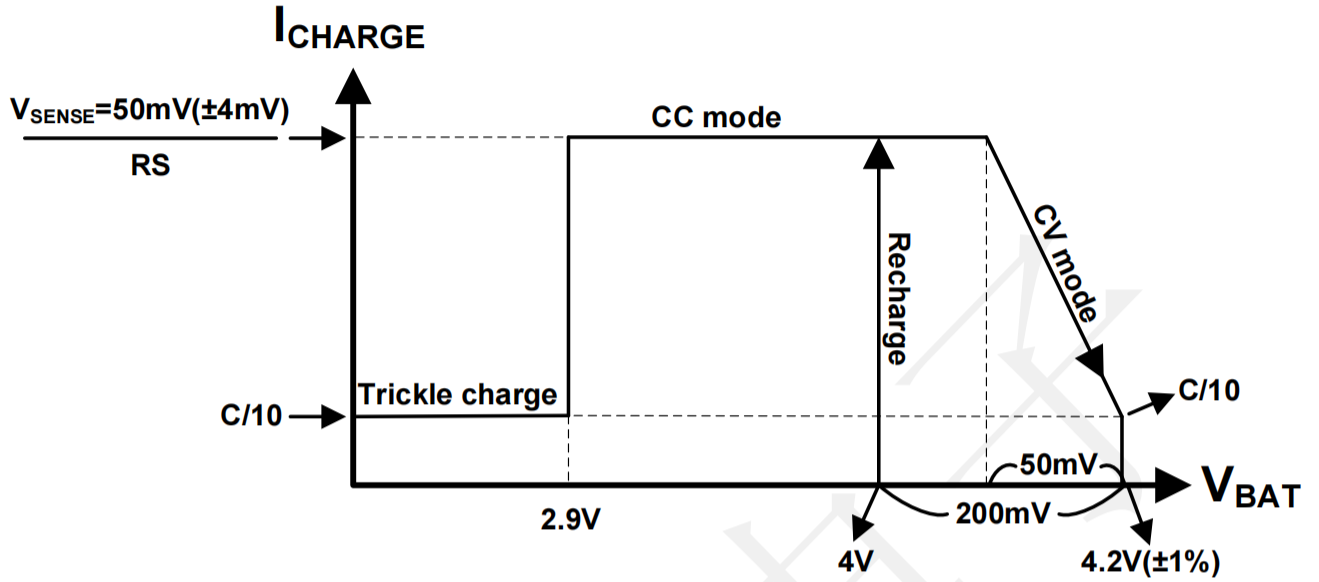 ICHARGE
VSENSE=50mV(±4mV)
RS
CC mode
CV mode
Recharge
Trickle charge
C/10
C/10
50mV
200mV
VBAT
2.9V
4V
4.2V(±1%)